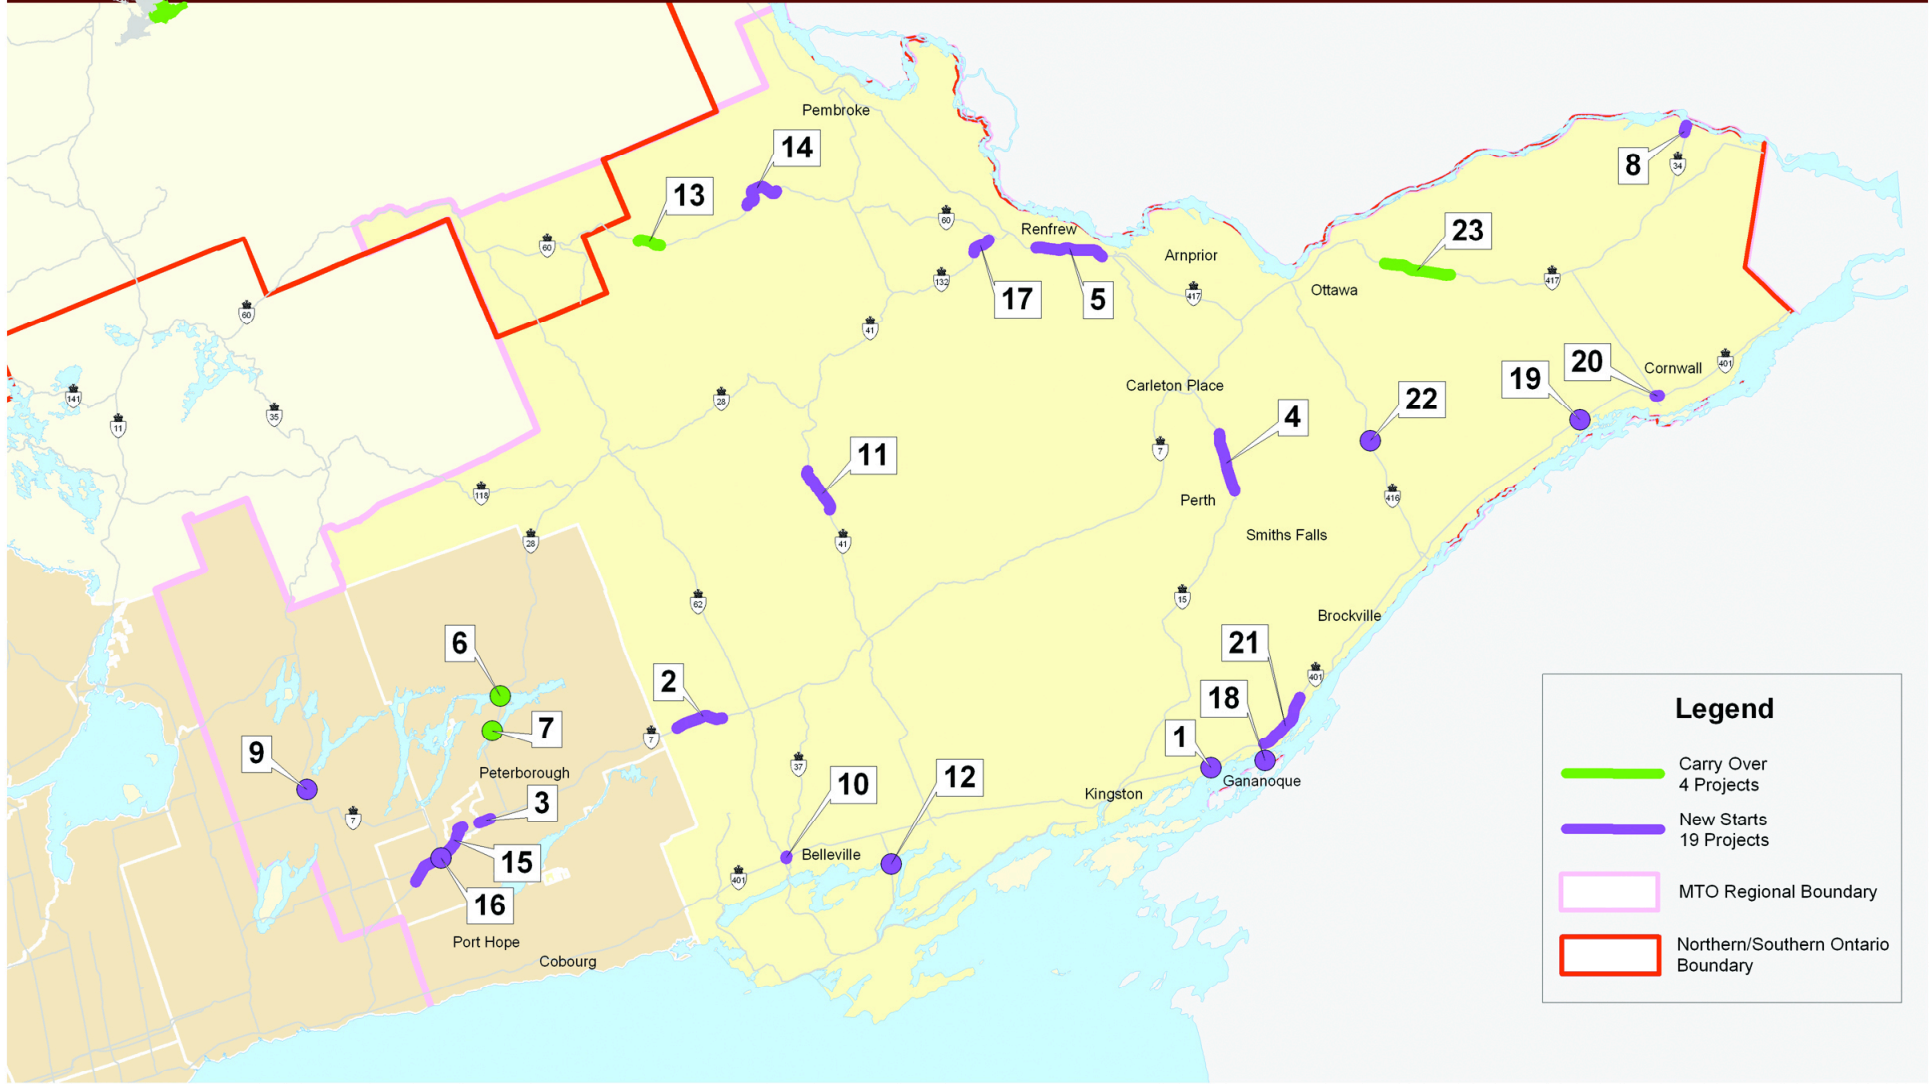 Pembroke
14
8
34
13
23
60
60
Renfrew
Arnprior
132
417
417
Ottawa
17
5
60
41
20
Cornwall
401
19
Carleton Place
141
28
22
35
11
4
7
11
118
Perth
416
28
41
Smiths Falls
62
15
Brockville
6
21
401
2
18
7
1
7
9
37
Peterborough
10
12
Gananoque
Kingston
3
7
15
Belleville
401
16
Port Hope
Cobourg
Legend
Carry Over
4 Projects
New Starts
19 Projects
MTO Regional Boundary
Northern/Southern Ontario
Boundary